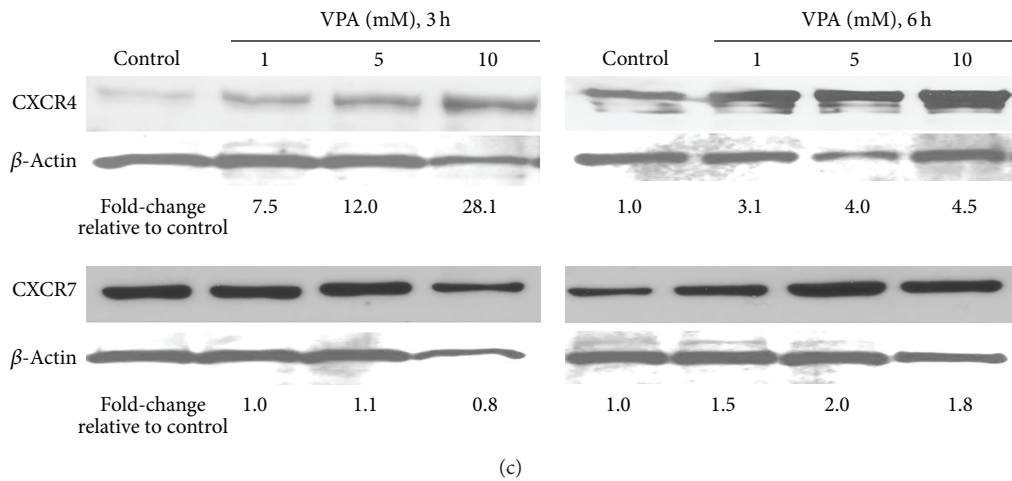 VPA (mM), 3 h
VPA (mM), 6 h
Control 1 5 10
Control 1 5 10
CXCR4
β-Actin
Fold-change
relative to control
7.5 12.0 28.1
1.0 3.1 4.0 4.5
CXCR7
β-Actin
Fold-change
relative to control
1.0 1.1 0.8
1.0 1.5 2.0 1.8
(c)